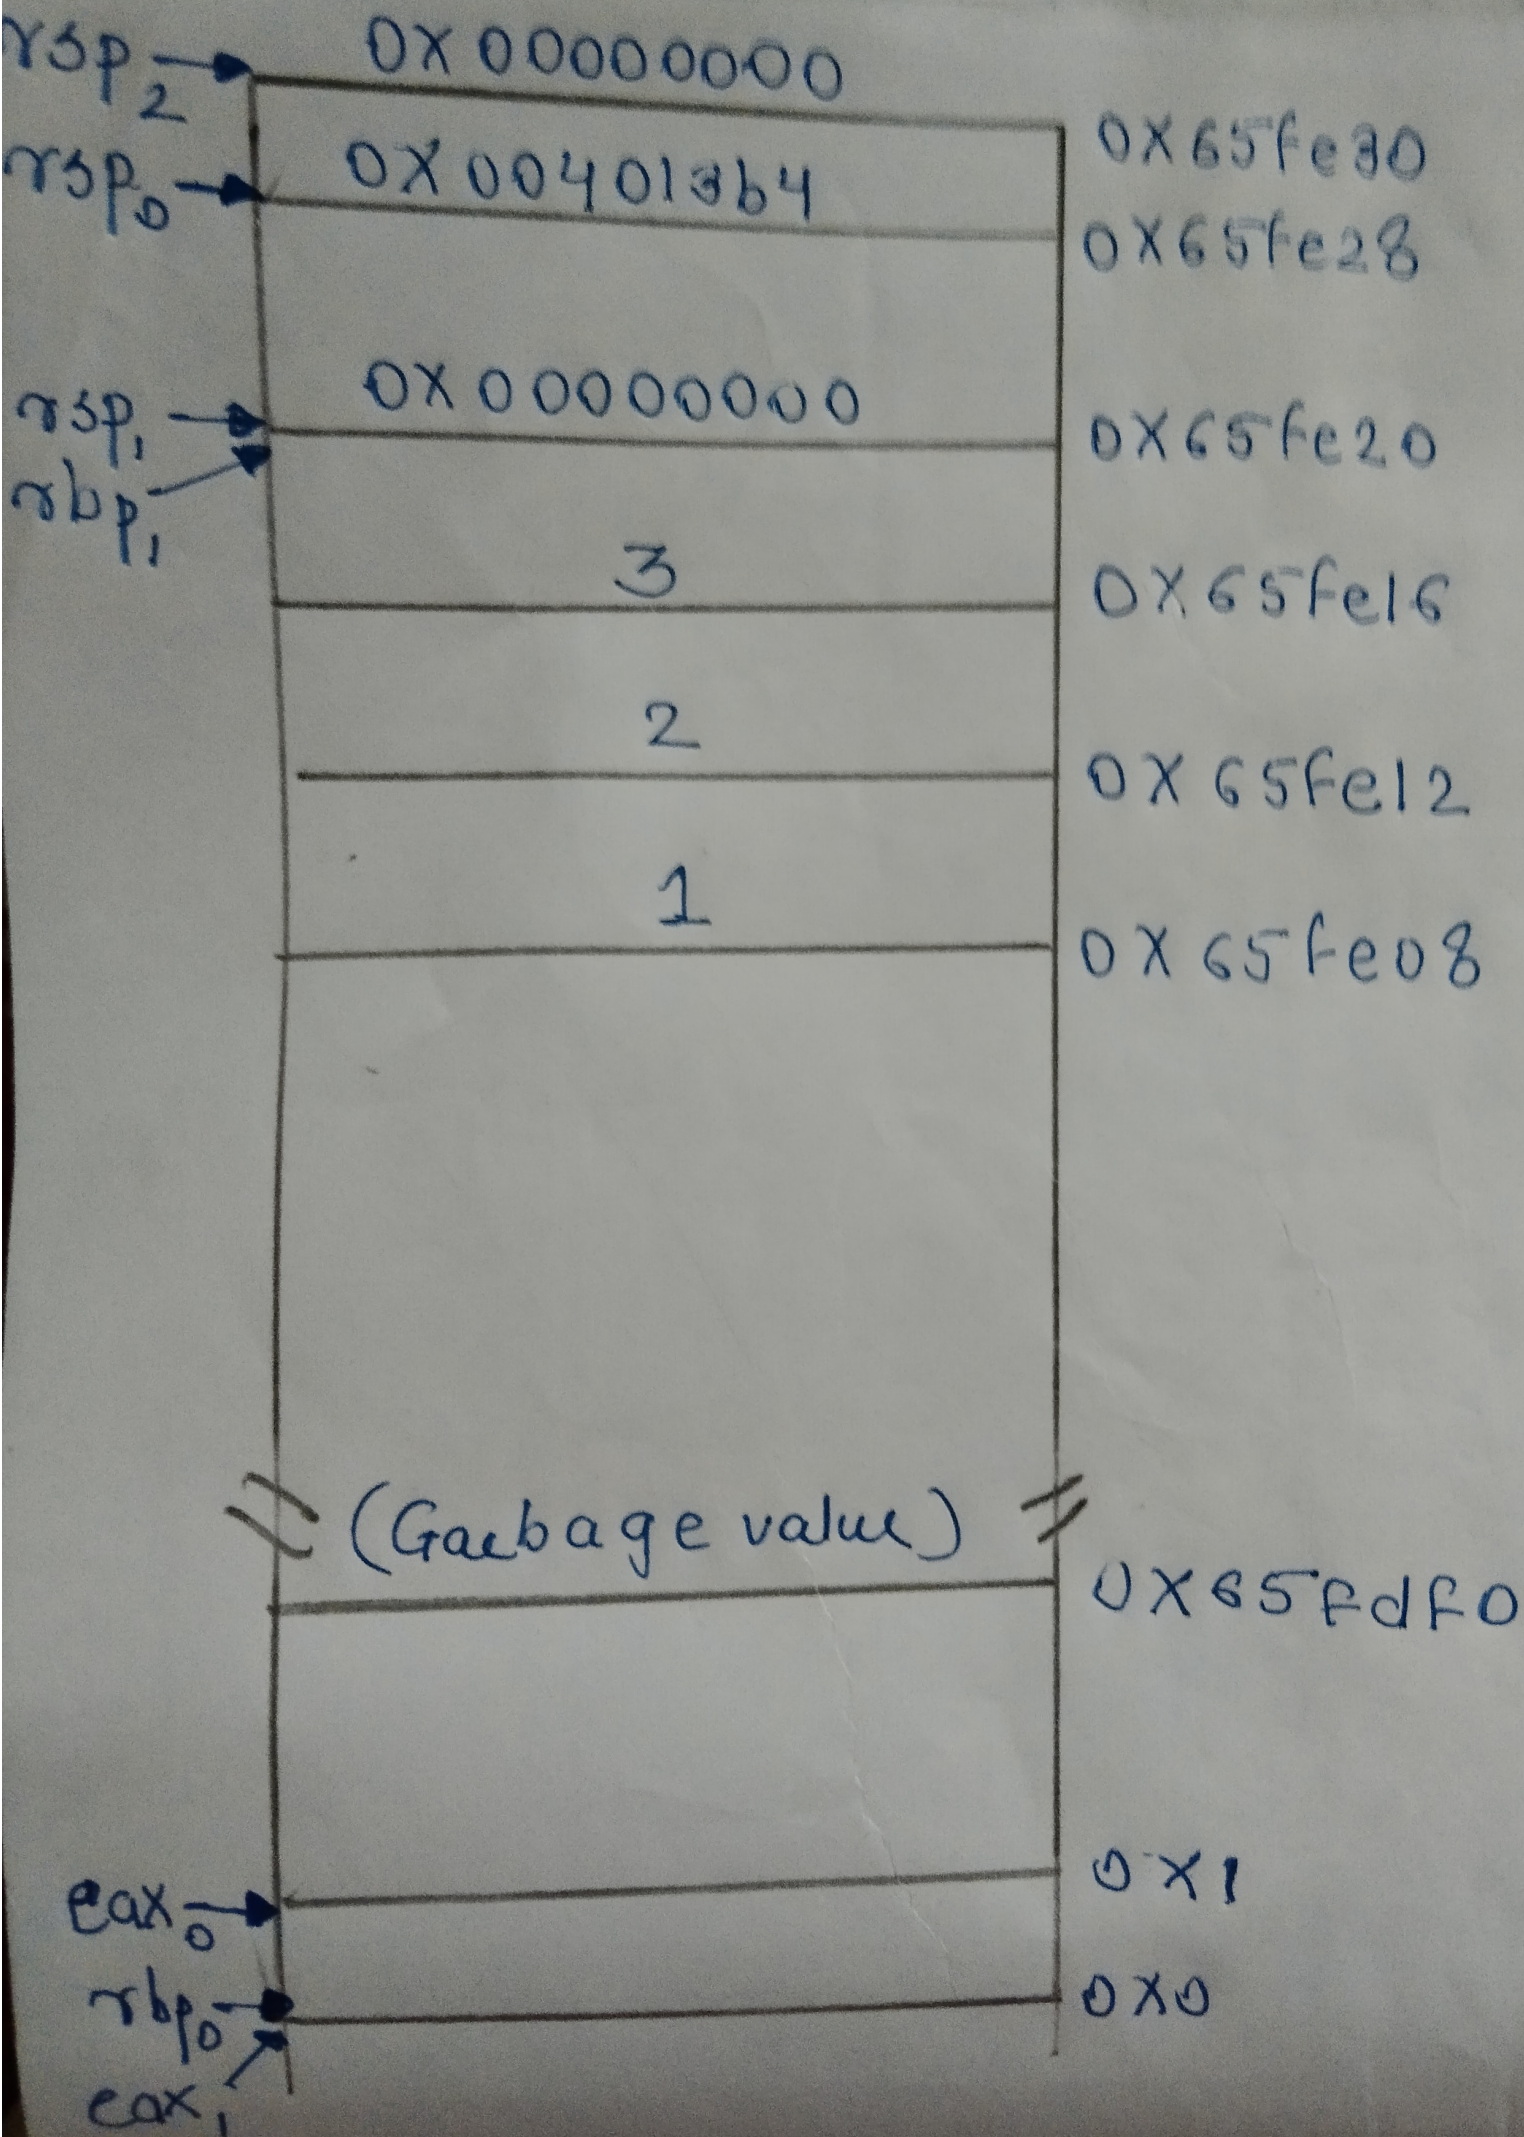 rsp2 0X00000000
0X65fe30
rsp0 0X004013b4
0X65fe28
rsp1 0X00000000
0X65fe20
rbp1
3 0X65fe16
2 0X65fe12
1 0X65fe08
(Garbage value)
0X65fdf0
0X1
eax0
rbp0 0X0
eax1